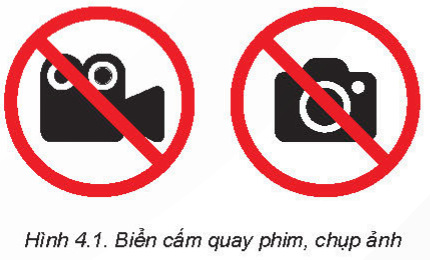 Hình 4.1. Biển cấm quay phim, chụp ảnh